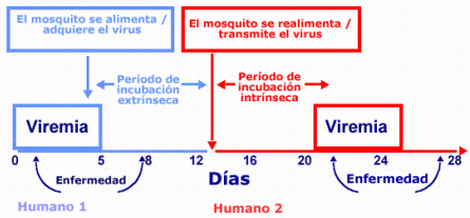 El mosquito se alimenta /
adquiere el virus
El mosquito se realimenta /
transmite el virus
Período de
incubación
extrínseca
Período de
incubación
intrínseca
Viremia
Viremia
0 5 8 12 16 20 24 28
Enfermedad
Días
Enfermedad
Humano 1
Humano 2